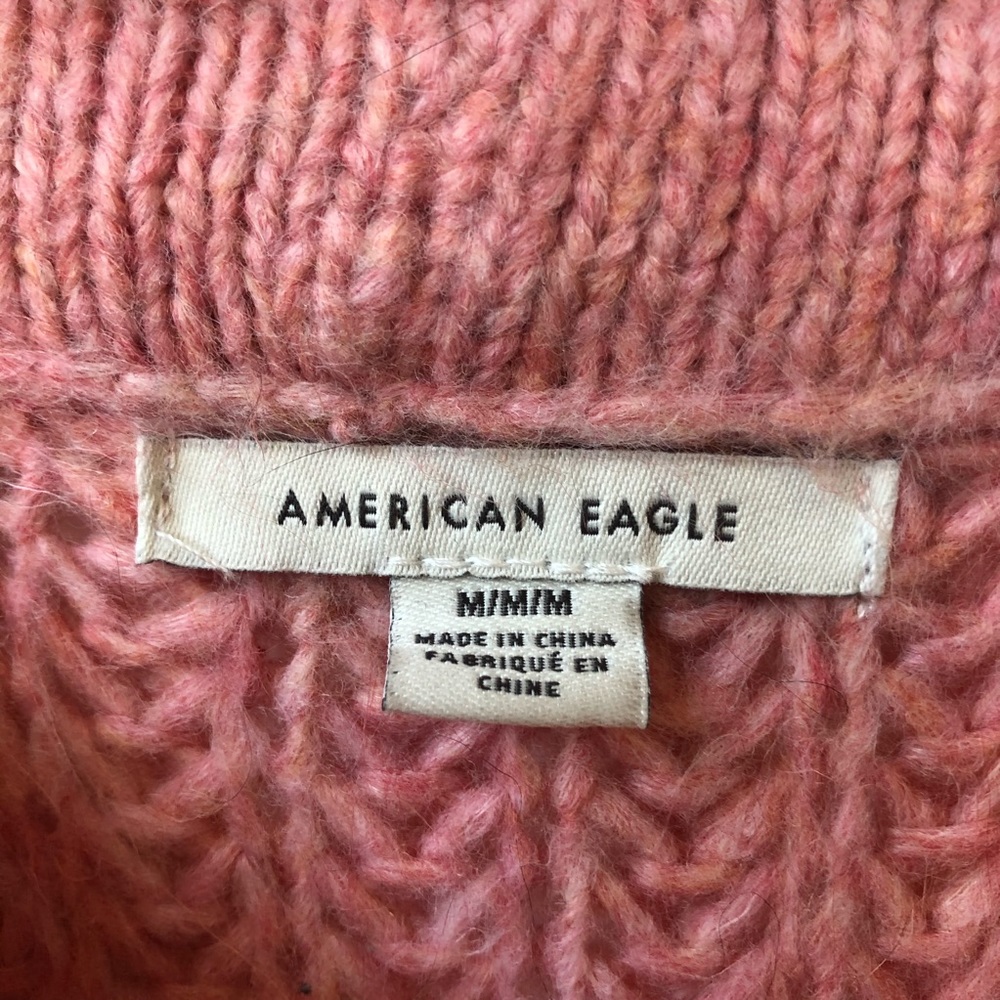 AMERICAN EAGLE
M/M/M
MADE IN CHINA
FABRIQUÉ EN
CHINE